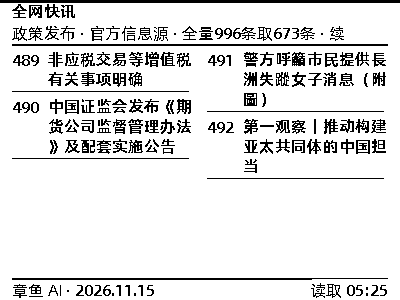 全网快讯
政策发布 · 官方信息源 · 全量996条取673条 · 续
489 非应税交易等增值税
有关事项明确
490 中国证监会发布《期
货公司监督管理办法
》及配套实施公告
491 警方呼籲市民提供長
洲失蹤女子消息（附
圖）
492 第一观察｜推动构建
亚太共同体的中国担
当
章鱼 AI · 2026.11.15
读取 05:25